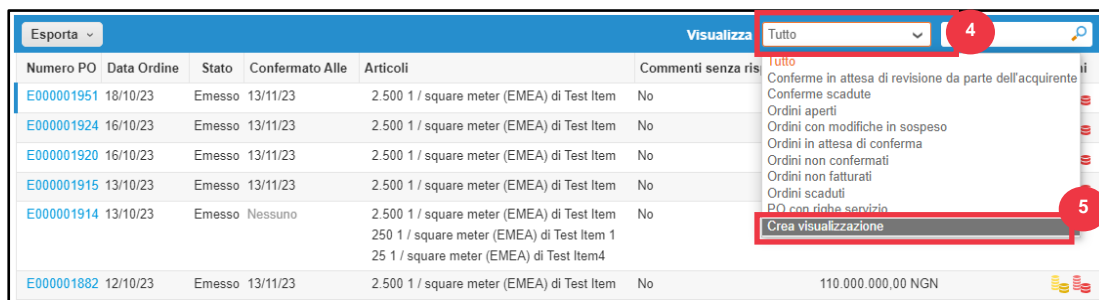 Esporta
Visualizza Tutto
4
Numero PO Data Ordine Stato Confermato Alle Articoli Commenti senza ris
Tutto
Conferme in attesa di revisione da parte dell'acquirente
Conferme scadute
Ordini aperti
Ordini con modifiche in sospeso
Ordini in attesa di conferma
Ordini non confermati
Ordini non fatturati
Ordini scaduti
PO con righe servizio
Crea visualizzazione
5
E000001951 18/10/23 Emesso 13/11/23 2.500 1 / square meter (EMEA) di Test Item No
E000001924 16/10/23 Emesso 13/11/23 2.500 1 / square meter (EMEA) di Test Item No
E000001920 16/10/23 Emesso 13/11/23 2.500 1 / square meter (EMEA) di Test Item No
E000001915 13/10/23 Emesso 13/11/23 2.500 1 / square meter (EMEA) di Test Item No
E000001914 13/10/23 Emesso Nessuno 2.500 1 / square meter (EMEA) di Test Item No
250 1 / square meter (EMEA) di Test Item 1
25 1 / square meter (EMEA) di Test Item4
E000001882 12/10/23 Emesso 13/11/23 2.500 1 / square meter (EMEA) di Test Item No 110.000.000,00 NGN